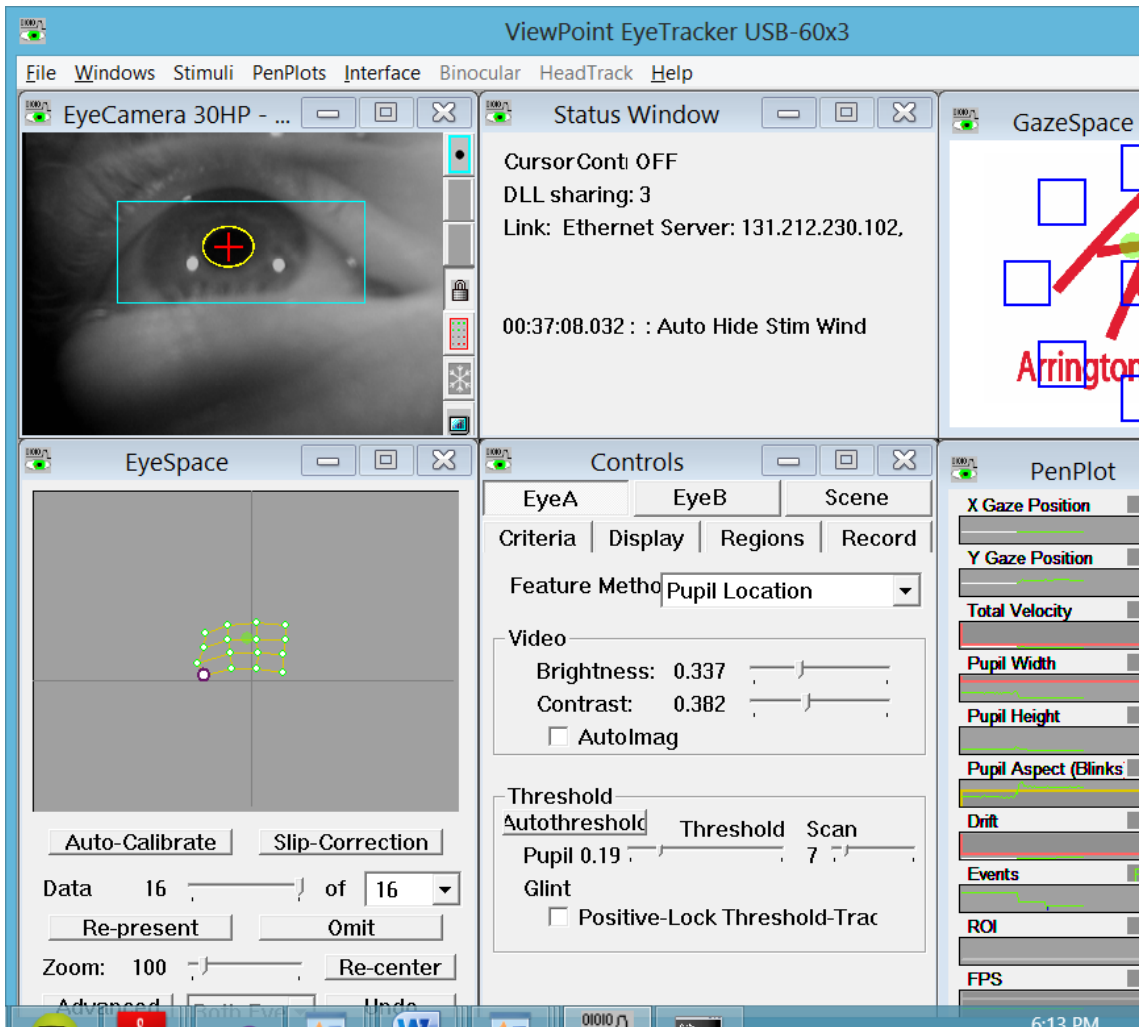 ViewPoint EyeTracker USB-60x3
File Windows Stimuli PenPlots Interface Binocular HeadTrack Help
EyeCamera 30HP - ...
Status Window
CursorConti OFF
DLL sharing: 3
Link: Ethernet Server: 131.212.230.102,
00:37:08.032 : : Auto Hide Stim Wind
GazeSpace
Arrington
EyeSpace
Auto-Calibrate Slip-Correction
Data 16 of 16
Re-present Omit
Zoom: 100 Re-center
Advanced Both Eye Undo
Controls
EyeA EyeB Scene
Criteria Display Regions Record
Feature Metho Pupil Location
Video
Brightness: 0.337
Contrast: 0.382
AutoImag
Threshold
Autothreshold Threshold Scan
Pupil 0.19 7
Glint
Positive-Lock Threshold-Trac
PenPlot
X Gaze Position
Y Gaze Position
Total Velocity
Pupil Width
Pupil Height
Pupil Aspect (Blinks
Drift
Events
ROI
FPS
6:13 PM